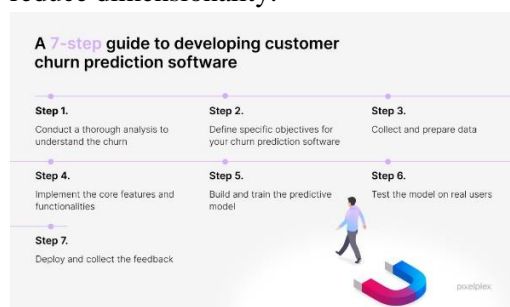 reduce dimensionality.
A 7-step guide to developing customer
churn prediction software
Step 1.
Conduct a thorough analysis to
understand the churn
Step 2.
Define specific objectives for
your churn prediction software
Step 3.
Collect and prepare data
Step 4.
Implement the core features and
functionalities
Step 5.
Build and train the predictive
model
Step 6.
Test the model on real users
Step 7.
Deploy and collect the feedback
pixelplex